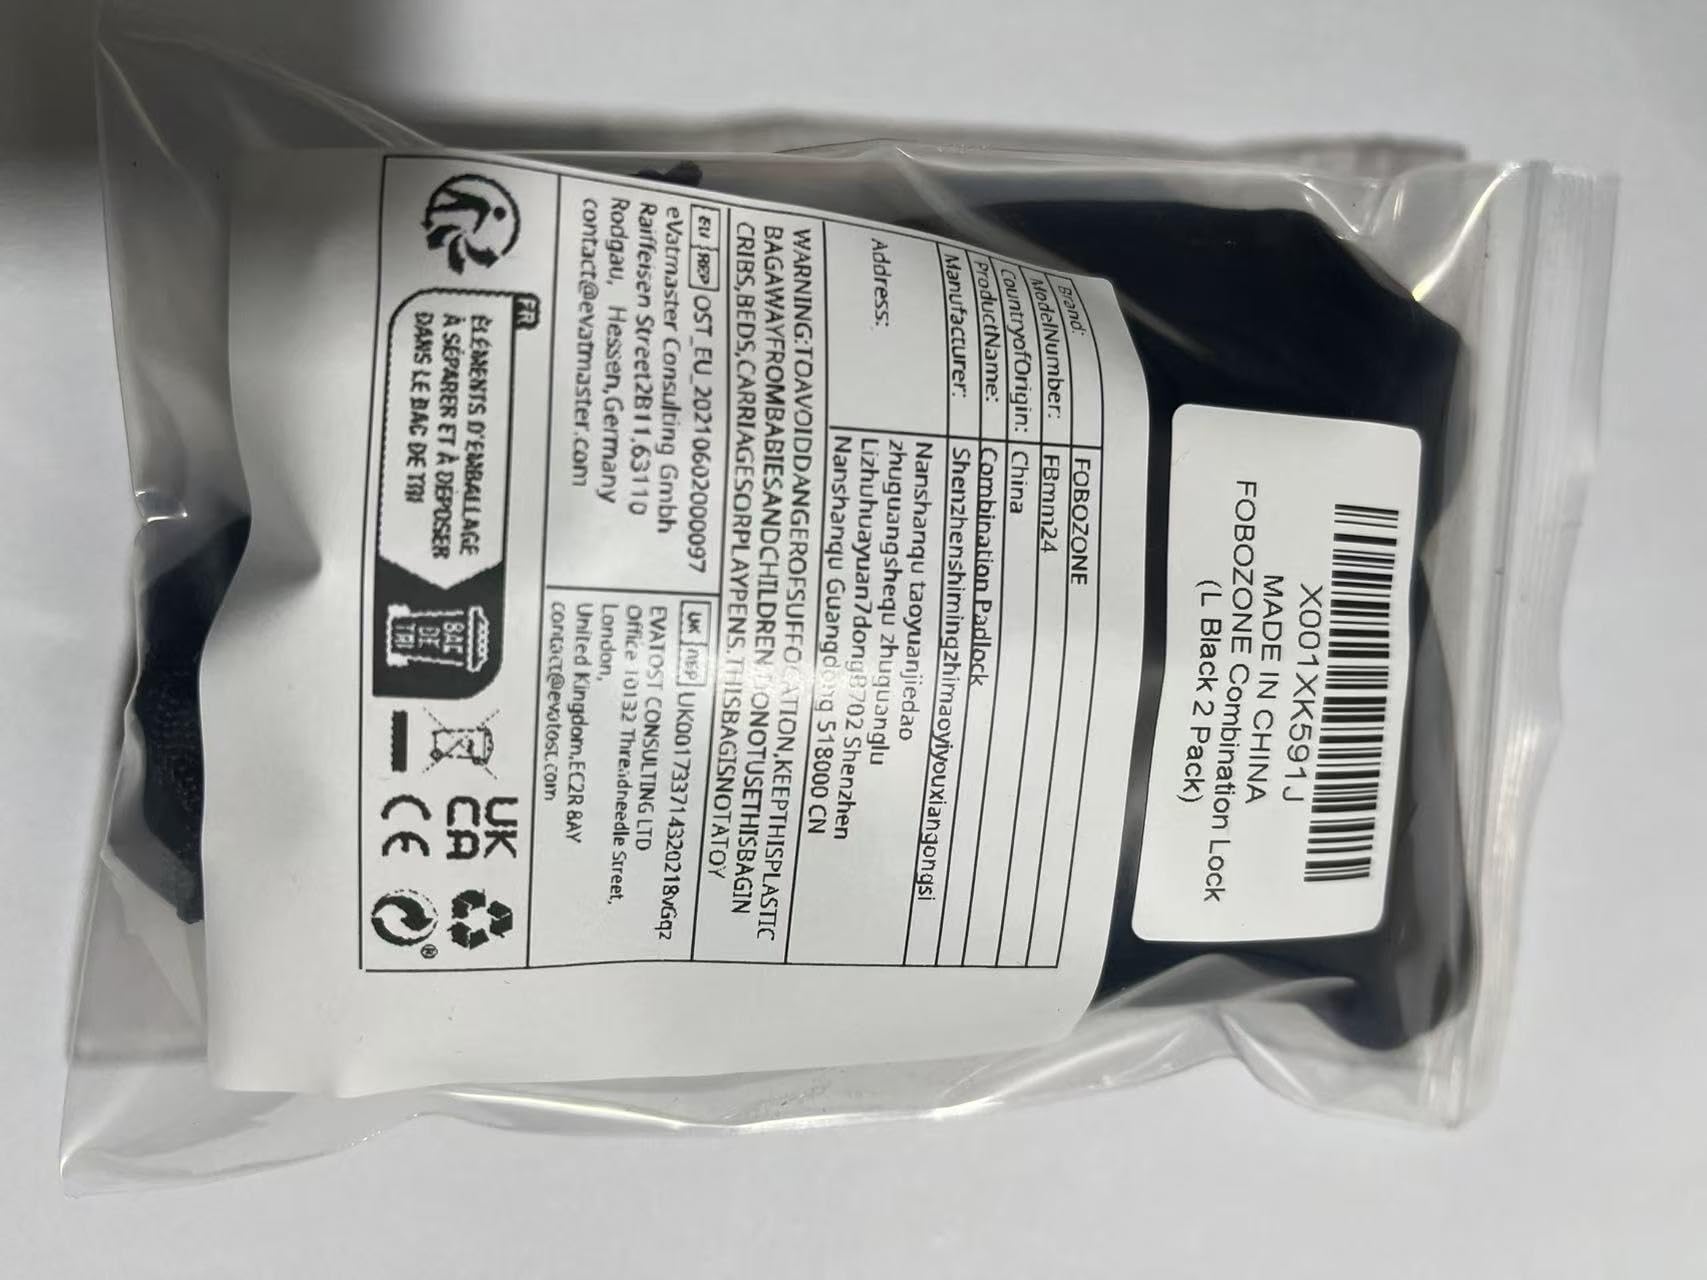 X001XK591J
MADE IN CHINA
FOBOZONE Combination Lock
(L Black 2 Pack)
Brand: FOBOZONE
ModelNumber: FBmm24
CountryofOrigin: China
ProductName: Combination Padlock
Manufacturer: Shenzhenshimingzhimaoyiyouxiangongsi
Address: Nanshanqu taoyuanjiedao
zhuguangshequ zhuguanglu
Lizhuhuayuan7dong8702 Shenzhen
Nanshanqu Guangdong 518000 CN
WARNING:TOAVOIDDANGEROFSUFFOCATION,KEEPTHISPLASTIC
BAGAWAYFROMBABIESANDCHILDREN.DONOTUSETHISBAGIN
CRIBS,BEDS,CARRIAGESORPLAYPENS.THISBAGISNOTATOY
EU REP OST_EU_20210602000097
eVatmaster Consulting Gmbh
Raiffeisen Street2B11,63110
Rodgau, Hessen,Germany
contact@evatmaster.com
UK REP UK001733714320218vGqz
EVATOST CONSULTING LTD
Office 10132 Threadneedle Street,
London,
United Kingdom,EC2R 8AY
contact@evatost.com
FR
ÉLÉMENTS D'EMBALLAGE
À SÉPARER ET À DÉPOSER
DANS LE BAC DE TRI
BAC
DE
TRI
UK
CA
CE
®